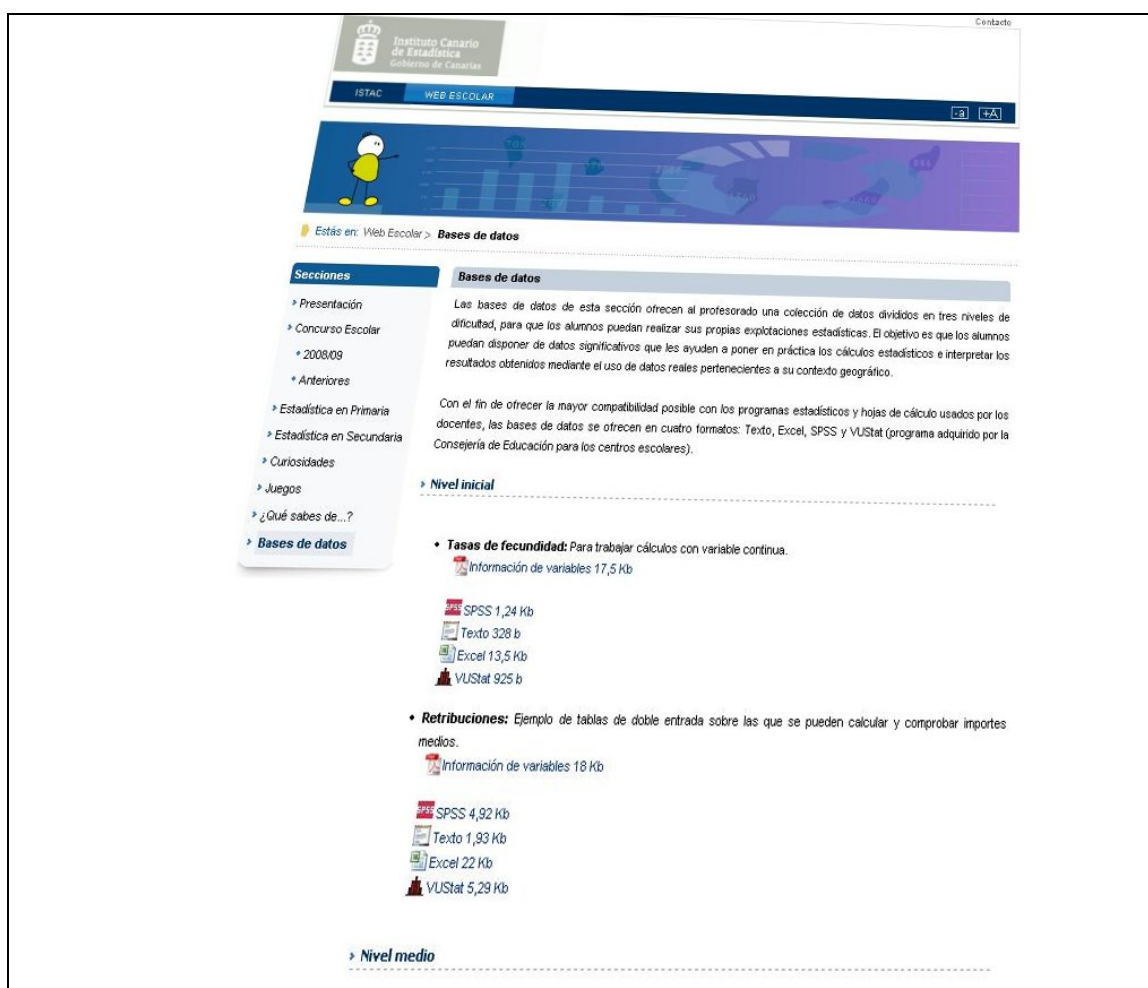 Contacto
Instituto Canario
de Estadística
Gobierno de Canarias
ISTAC WEB ESCOLAR
-a +A
Estás en: Web Escolar > Bases de datos
Secciones
Presentación
Concurso Escolar
2008/09
Anteriores
Estadística en Primaria
Estadística en Secundaria
Curiosidades
Juegos
¿Qué sabes de...?
Bases de datos
Bases de datos
Las bases de datos de esta sección ofrecen al profesorado una colección de datos divididos en tres niveles de
dificultad, para que los alumnos puedan realizar sus propias explotaciones estadísticas. El objetivo es que los alumnos
puedan disponer de datos significativos que les ayuden a poner en práctica los cálculos estadísticos e interpretar los
resultados obtenidos mediante el uso de datos reales pertenecientes a su contexto geográfico.
Con el fin de ofrecer la mayor compatibilidad posible con los programas estadísticos y hojas de cálculo usados por los
docentes, las bases de datos se ofrecen en cuatro formatos: Texto, Excel, SPSS y VUStat (programa adquirido por la
Consejería de Educación para los centros escolares).
Nivel inicial
Tasas de fecundidad: Para trabajar cálculos con variable continua.
Información de variables 17,5 Kb
SPSS SPSS 1,24 Kb
Texto 328 b
Excel 13,5 Kb
VUStat 925 b
Retribuciones: Ejemplo de tablas de doble entrada sobre las que se pueden calcular y comprobar importes
medios.
Información de variables 18 Kb
SPSS SPSS 4,92 Kb
Texto 1,93 Kb
Excel 22 Kb
VUStat 5,29 Kb
Nivel medio